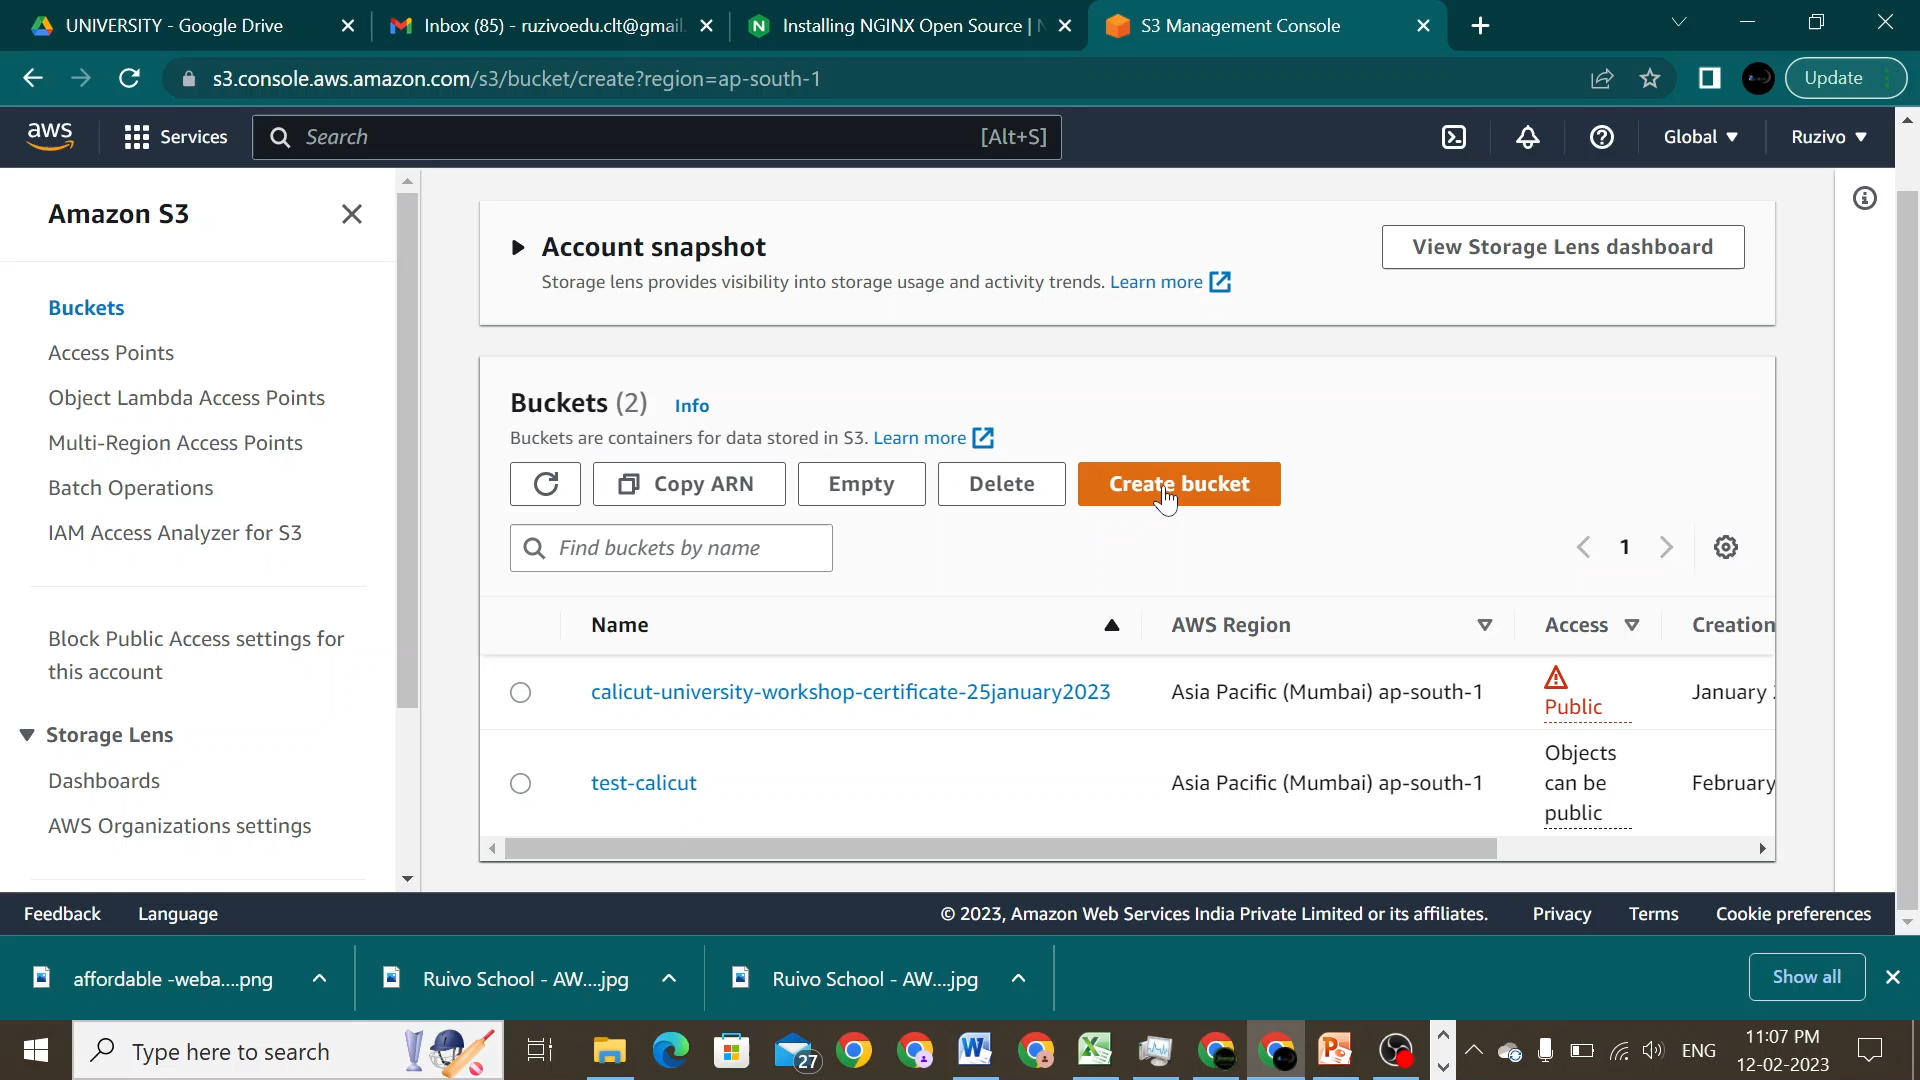 UNIVERSITY - Google Drive
Inbox (85) - ruzivoedu.clt@gmail.
Installing NGINX Open Source |
S3 Management Console
s3.console.aws.amazon.com/s3/bucket/create?region=ap-south-1
Update
aws
Services
Search
[Alt+S]
Global
Ruzivo
Amazon S3
Buckets
Access Points
Object Lambda Access Points
Multi-Region Access Points
Batch Operations
IAM Access Analyzer for S3
Block Public Access settings for
this account
Storage Lens
Dashboards
AWS Organizations settings
Account snapshot
View Storage Lens dashboard
Storage lens provides visibility into storage usage and activity trends. Learn more
Buckets (2) Info
Buckets are containers for data stored in S3. Learn more
Copy ARN
Empty
Delete
Create bucket
Find buckets by name
1
Name
AWS Region
Access
Creation
calicut-university-workshop-certificate-25january2023
Asia Pacific (Mumbai) ap-south-1
Public
January
test-calicut
Asia Pacific (Mumbai) ap-south-1
Objects
can be
public
February
Feedback
Language
© 2023, Amazon Web Services India Private Limited or its affiliates.
Privacy
Terms
Cookie preferences
affordable -weba....png
Ruivo School - AW....jpg
Ruivo School - AW....jpg
Show all
Type here to search
27
ENG
11:07 PM
12-02-2023